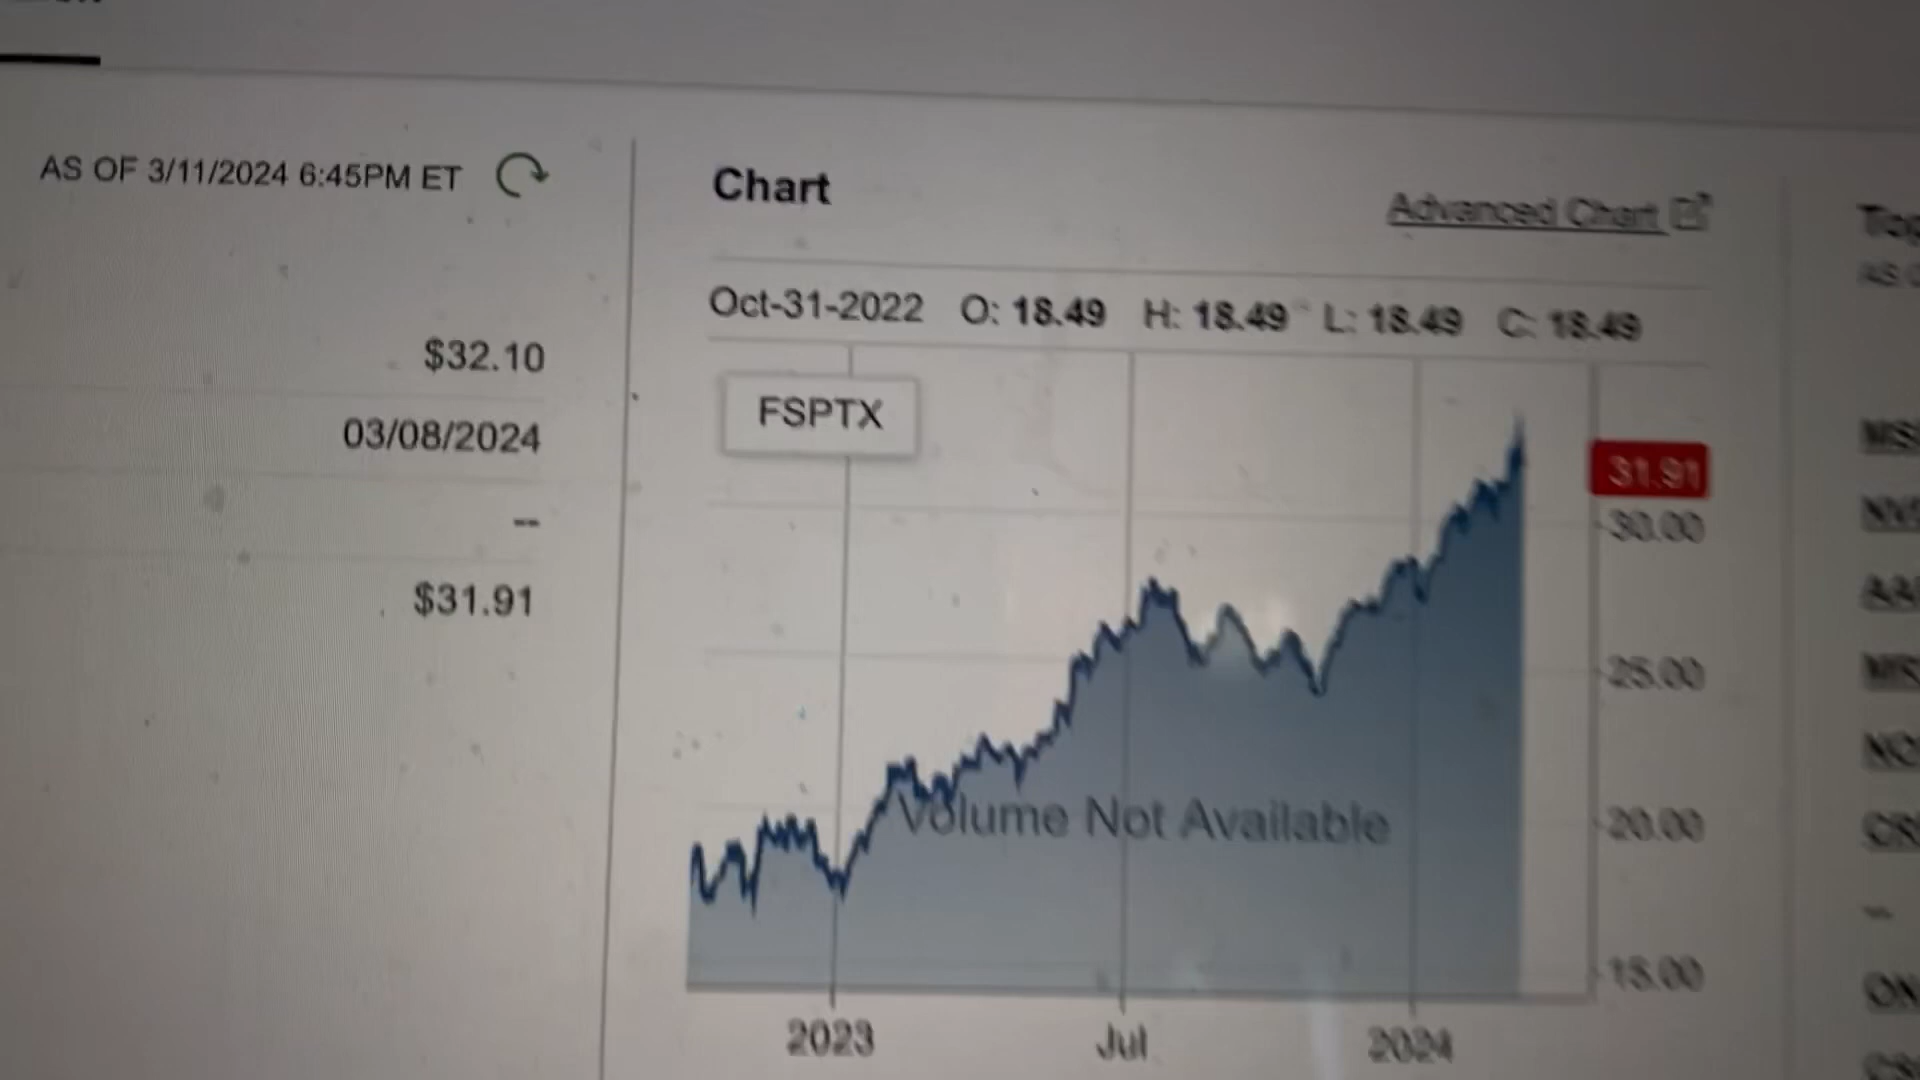 AS OF 3/11/2024 6:45PM ET
$32.10
03/08/2024
--
$31.91
Chart
Advanced Chart
Oct-31-2022 O: 18.49 H: 18.49 L: 18.49 C: 18.49
FSPTX
31.91
30.00
25.00
20.00
15.00
Volume Not Available
2023 Jul 2024
Top